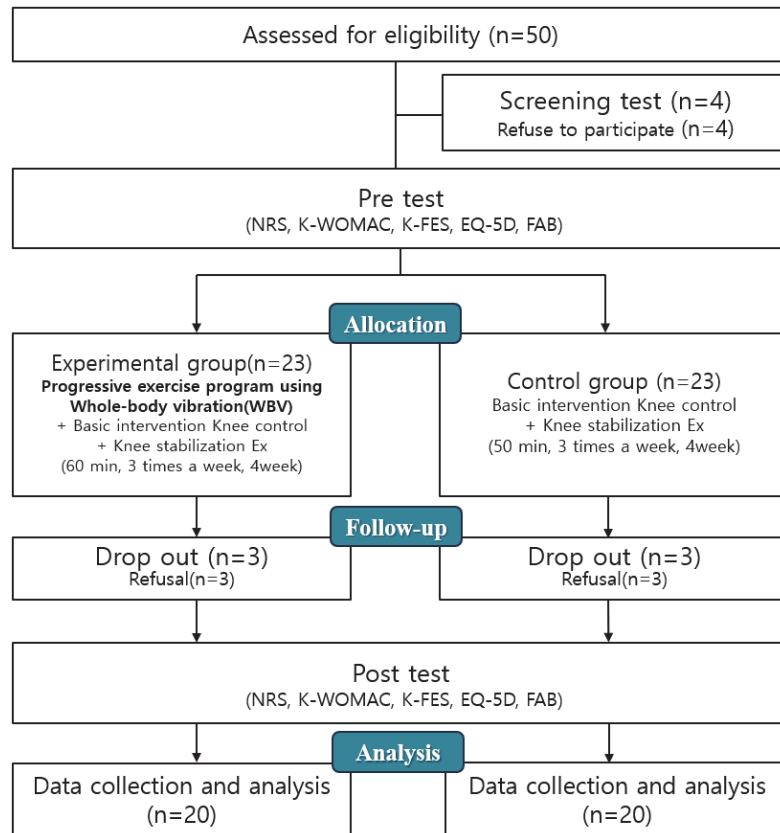 Assessed for eligibility (n=50)
Screening test (n=4)
Refuse to participate (n=4)
Pre test
(NRS, K-WOMAC, K-FES, EQ-5D, FAB)
Allocation
Experimental group(n=23)
Progressive exercise program using
Whole-body vibration(WBV)
+ Basic intervention Knee control
+ Knee stabilization Ex
(60 min, 3 times a week, 4week)
Control group (n=23)
Basic intervention Knee control
+ Knee stabilization Ex
(50 min, 3 times a week, 4week)
Follow-up
Drop out (n=3)
Refusal(n=3)
Drop out (n=3)
Refusal(n=3)
Post test
(NRS, K-WOMAC, K-FES, EQ-5D, FAB)
Analysis
Data collection and analysis
(n=20)
Data collection and analysis
(n=20)